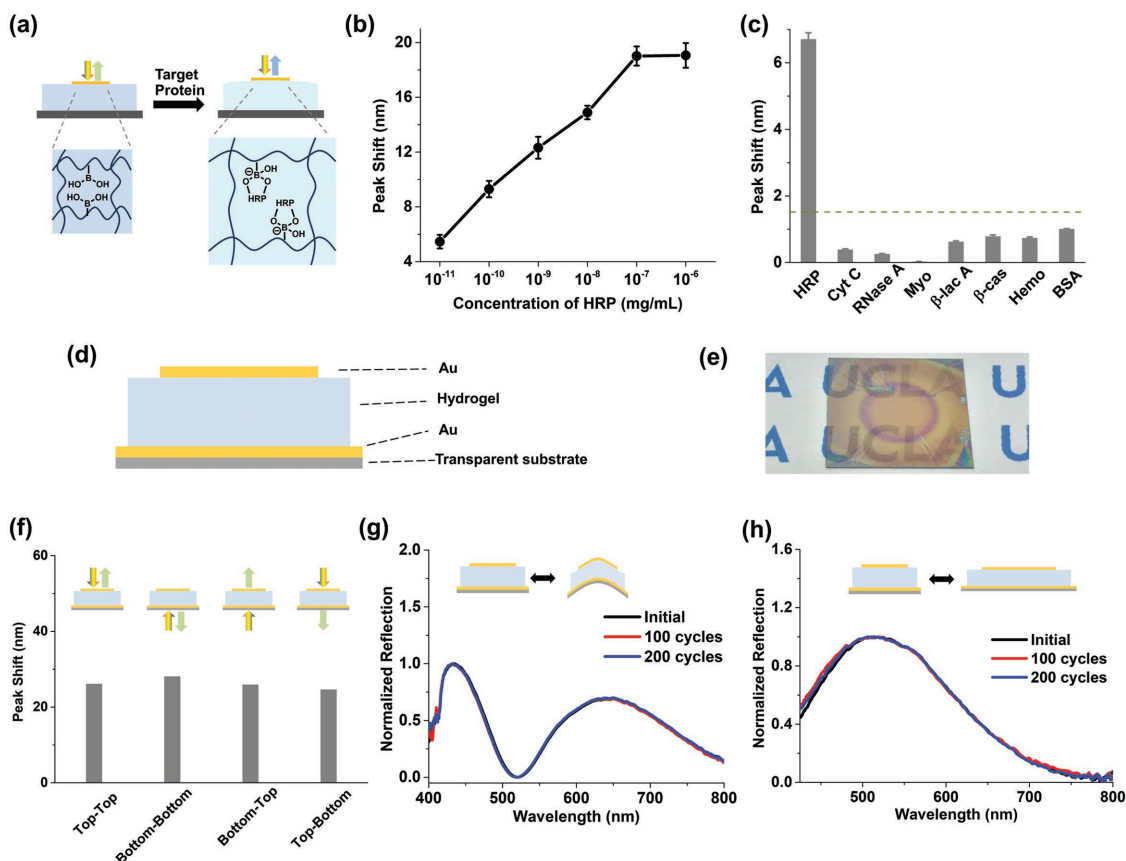 (a)
Target
Protein
B
OH
HO
HO
OH
B
⊖
B
OH
O
O
HRP
HRP
O
O
⊖
B
OH
(b)
Peak Shift (nm)
20
16
12
8
4
10⁻¹¹ 10⁻¹⁰ 10⁻⁹ 10⁻⁸ 10⁻⁷ 10⁻⁶
Concentration of HRP (mg/mL)
(c)
Peak Shift (nm)
6
4
2
0
HRP
Cyt C
RNase A
Myo
β-lac A
β-cas
Hemo
BSA
(d)
Au
Hydrogel
Au
Transparent substrate
(e)
A UCLA U
A UCLA U
(f)
Peak Shift (nm)
60
40
20
0
Top-Top
Bottom-Bottom
Bottom-Top
Top-Bottom
(g)
Normalized Reflection
2.0
1.5
1.0
0.5
0.0
Initial
100 cycles
200 cycles
400 500 600 700 800
Wavelength (nm)
(h)
Normalized Reflection
1.6
1.2
0.8
0.4
0.0
Initial
100 cycles
200 cycles
500 600 700 800
Wavelength (nm)